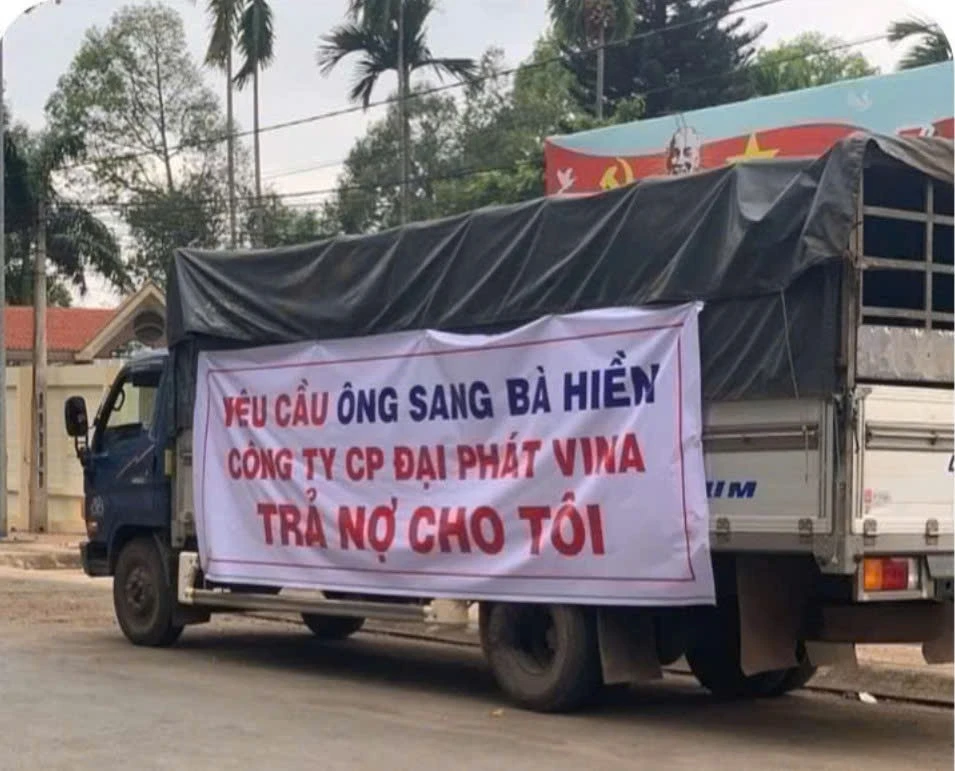 YÊU CẦU ÔNG SANG BÀ HIỀN
CÔNG TY CP ĐẠI PHÁT VINA
TRẢ NỢ CHO TÔI